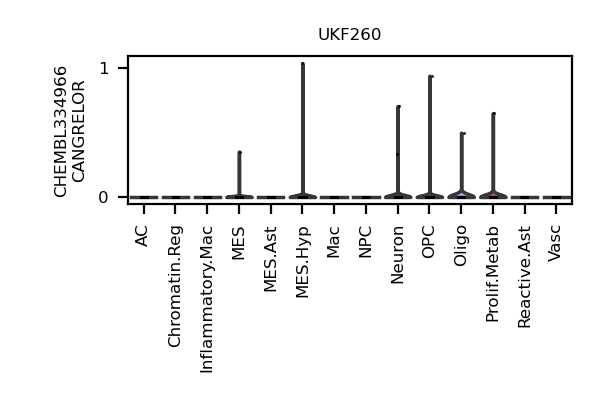 UKF260
CHEMBL334966
CANGRELOR
1
0
AC
Chromatin.Reg
Inflammatory.Mac
MES
MES.Ast
MES.Hyp
Mac
NPC
Neuron
OPC
Oligo
Prolif.Metab
Reactive.Ast
Vasc